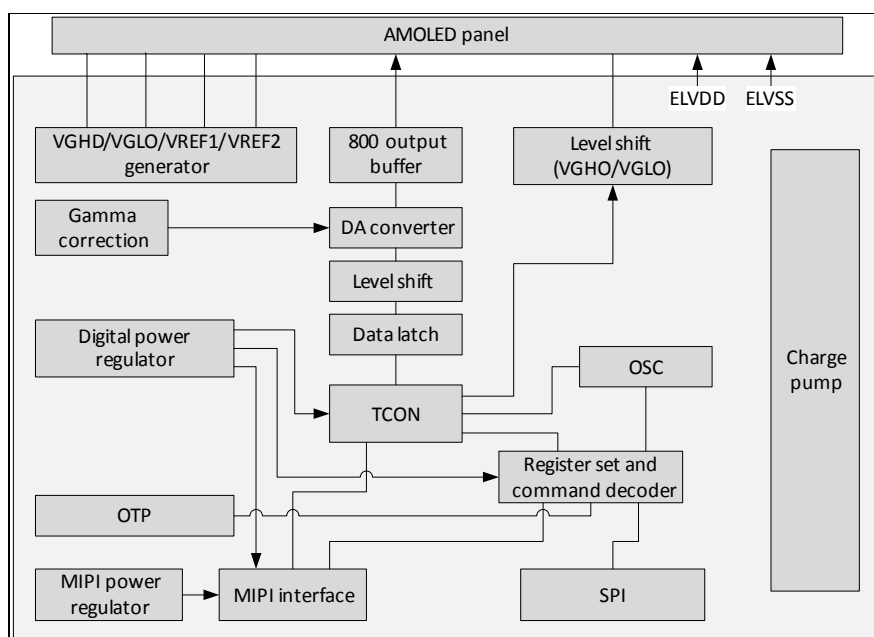 AMOLED panel
ELVDD
ELVSS
VGHD/VGLO/VREF1/VREF2
generator
800 output
buffer
Level shift
(VGHO/VGLO)
Gamma
correction
DA converter
Level shift
Digital power
regulator
Data latch
OSC
Charge
pump
TCON
Register set and
command decoder
OTP
MIPI power
regulator
MIPI interface
SPI